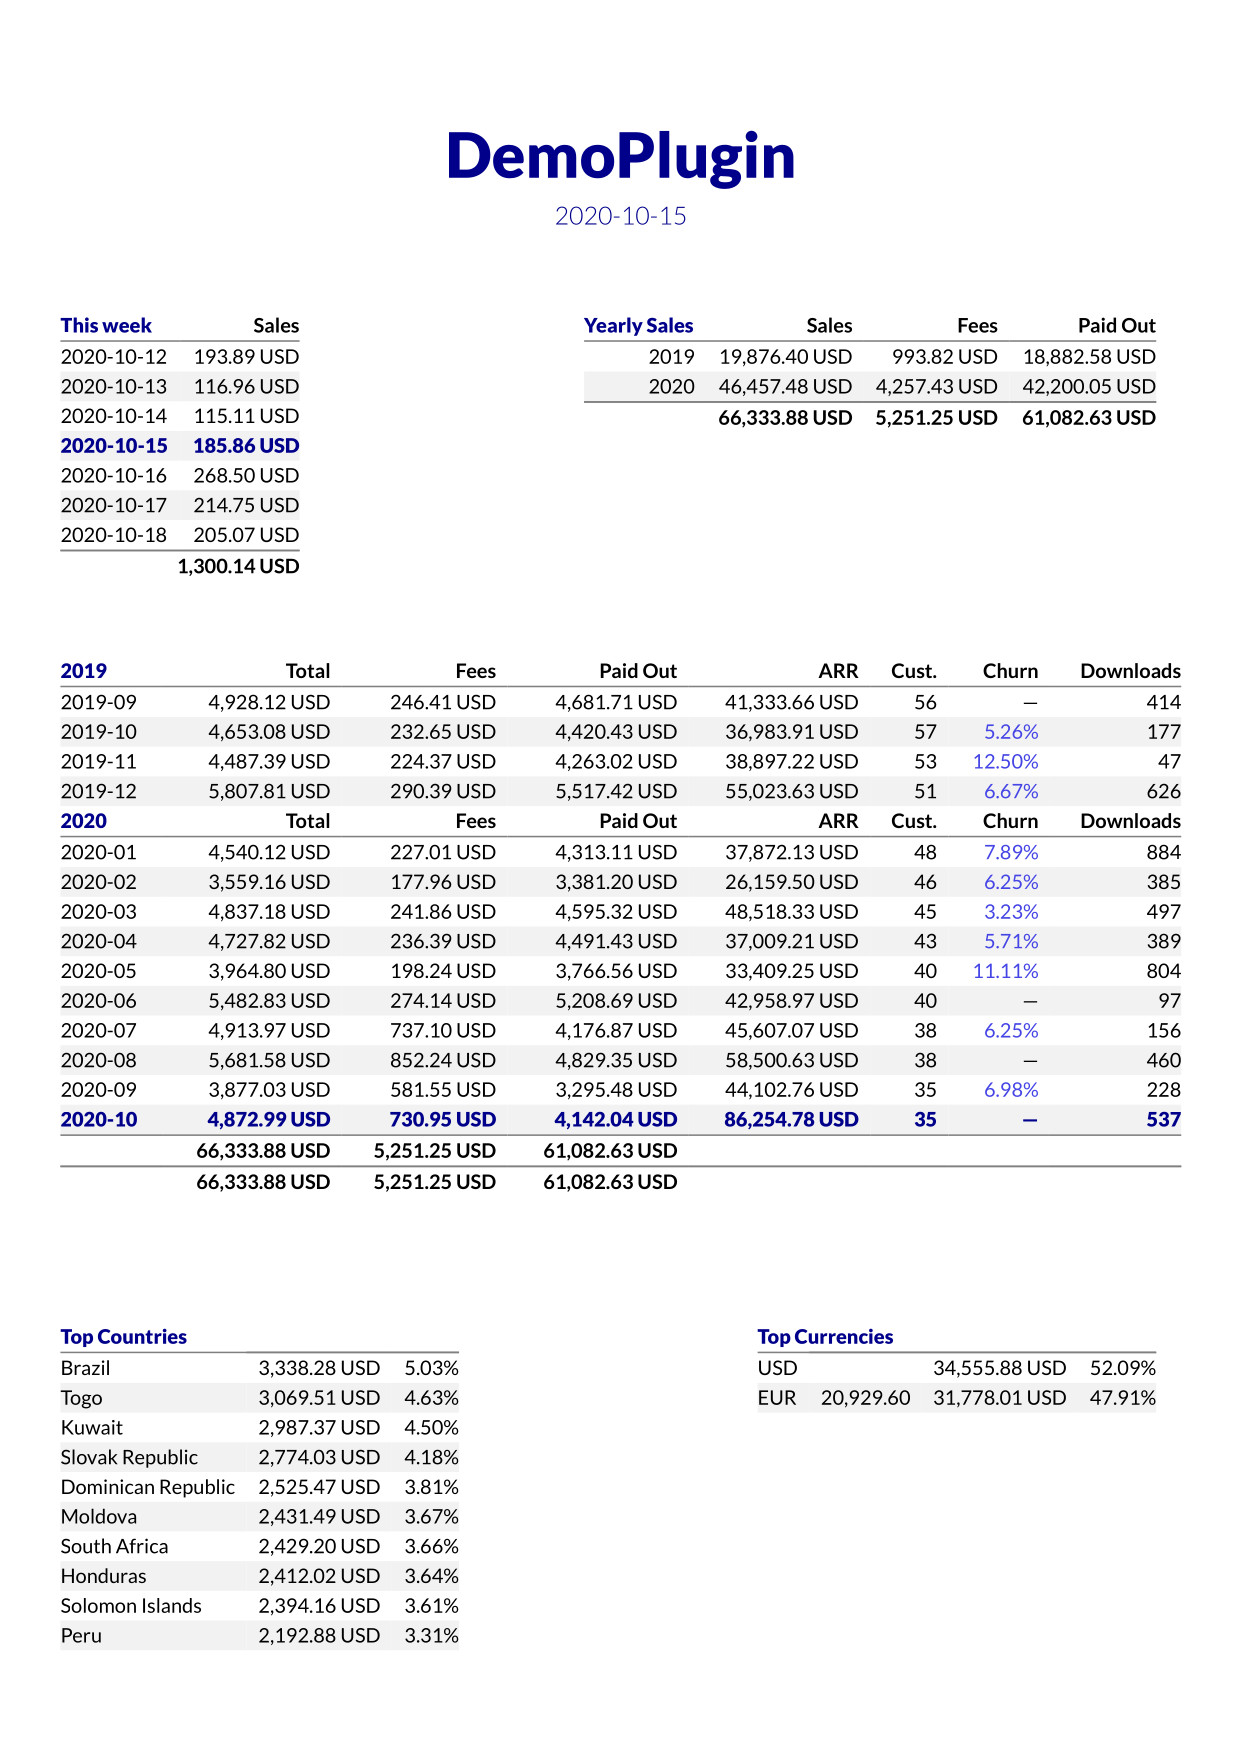 DemoPlugin
2020-10-15
This week Sales
2020-10-12 193.89 USD
2020-10-13 116.96 USD
2020-10-14 115.11 USD
2020-10-15 185.86 USD
2020-10-16 268.50 USD
2020-10-17 214.75 USD
2020-10-18 205.07 USD
1,300.14 USD
Yearly Sales Sales Fees Paid Out
2019 19,876.40 USD 993.82 USD 18,882.58 USD
2020 46,457.48 USD 4,257.43 USD 42,200.05 USD
66,333.88 USD 5,251.25 USD 61,082.63 USD
2019 Total Fees Paid Out ARR Cust. Churn Downloads
2019-09 4,928.12 USD 246.41 USD 4,681.71 USD 41,333.66 USD 56 — 414
2019-10 4,653.08 USD 232.65 USD 4,420.43 USD 36,983.91 USD 57 5.26% 177
2019-11 4,487.39 USD 224.37 USD 4,263.02 USD 38,897.22 USD 53 12.50% 47
2019-12 5,807.81 USD 290.39 USD 5,517.42 USD 55,023.63 USD 51 6.67% 626
2020 Total Fees Paid Out ARR Cust. Churn Downloads
2020-01 4,540.12 USD 227.01 USD 4,313.11 USD 37,872.13 USD 48 7.89% 884
2020-02 3,559.16 USD 177.96 USD 3,381.20 USD 26,159.50 USD 46 6.25% 385
2020-03 4,837.18 USD 241.86 USD 4,595.32 USD 48,518.33 USD 45 3.23% 497
2020-04 4,727.82 USD 236.39 USD 4,491.43 USD 37,009.21 USD 43 5.71% 389
2020-05 3,964.80 USD 198.24 USD 3,766.56 USD 33,409.25 USD 40 11.11% 804
2020-06 5,482.83 USD 274.14 USD 5,208.69 USD 42,958.97 USD 40 — 97
2020-07 4,913.97 USD 737.10 USD 4,176.87 USD 45,607.07 USD 38 6.25% 156
2020-08 5,681.58 USD 852.24 USD 4,829.35 USD 58,500.63 USD 38 — 460
2020-09 3,877.03 USD 581.55 USD 3,295.48 USD 44,102.76 USD 35 6.98% 228
2020-10 4,872.99 USD 730.95 USD 4,142.04 USD 86,254.78 USD 35 — 537
66,333.88 USD 5,251.25 USD 61,082.63 USD
66,333.88 USD 5,251.25 USD 61,082.63 USD
Top Countries
Brazil 3,338.28 USD 5.03%
Togo 3,069.51 USD 4.63%
Kuwait 2,987.37 USD 4.50%
Slovak Republic 2,774.03 USD 4.18%
Dominican Republic 2,525.47 USD 3.81%
Moldova 2,431.49 USD 3.67%
South Africa 2,429.20 USD 3.66%
Honduras 2,412.02 USD 3.64%
Solomon Islands 2,394.16 USD 3.61%
Peru 2,192.88 USD 3.31%
Top Currencies
USD 34,555.88 USD 52.09%
EUR 20,929.60 31,778.01 USD 47.91%